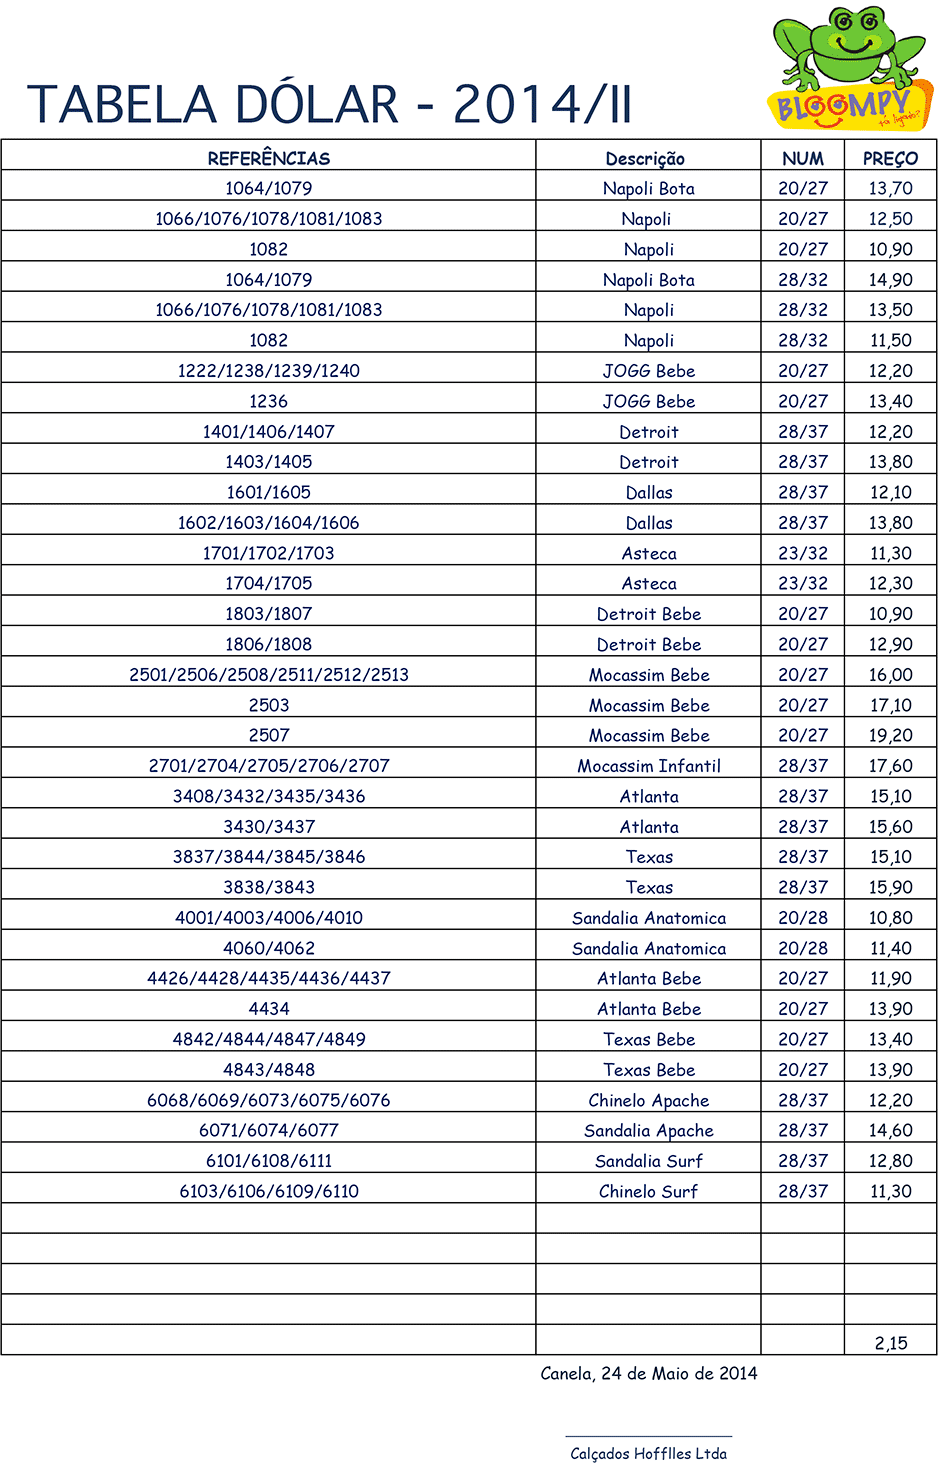 TABELA DÓLAR - 2014/II
BLOOMPY
tá ligado?
REFERÊNCIAS Descrição NUM PREÇO
1064/1079 Napoli Bota 20/27 13,70
1066/1076/1078/1081/1083 Napoli 20/27 12,50
1082 Napoli 20/27 10,90
1064/1079 Napoli Bota 28/32 14,90
1066/1076/1078/1081/1083 Napoli 28/32 13,50
1082 Napoli 28/32 11,50
1222/1238/1239/1240 JOGG Bebe 20/27 12,20
1236 JOGG Bebe 20/27 13,40
1401/1406/1407 Detroit 28/37 12,20
1403/1405 Detroit 28/37 13,80
1601/1605 Dallas 28/37 12,10
1602/1603/1604/1606 Dallas 28/37 13,80
1701/1702/1703 Asteca 23/32 11,30
1704/1705 Asteca 23/32 12,30
1803/1807 Detroit Bebe 20/27 10,90
1806/1808 Detroit Bebe 20/27 12,90
2501/2506/2508/2511/2512/2513 Mocassim Bebe 20/27 16,00
2503 Mocassim Bebe 20/27 17,10
2507 Mocassim Bebe 20/27 19,20
2701/2704/2705/2706/2707 Mocassim Infantil 28/37 17,60
3408/3432/3435/3436 Atlanta 28/37 15,10
3430/3437 Atlanta 28/37 15,60
3837/3844/3845/3846 Texas 28/37 15,10
3838/3843 Texas 28/37 15,90
4001/4003/4006/4010 Sandalia Anatomica 20/28 10,80
4060/4062 Sandalia Anatomica 20/28 11,40
4426/4428/4435/4436/4437 Atlanta Bebe 20/27 11,90
4434 Atlanta Bebe 20/27 13,90
4842/4844/4847/4849 Texas Bebe 20/27 13,40
4843/4848 Texas Bebe 20/27 13,90
6068/6069/6073/6075/6076 Chinelo Apache 28/37 12,20
6071/6074/6077 Sandalia Apache 28/37 14,60
6101/6108/6111 Sandalia Surf 28/37 12,80
6103/6106/6109/6110 Chinelo Surf 28/37 11,30
2,15
Canela, 24 de Maio de 2014
Calçados Hofflles Ltda